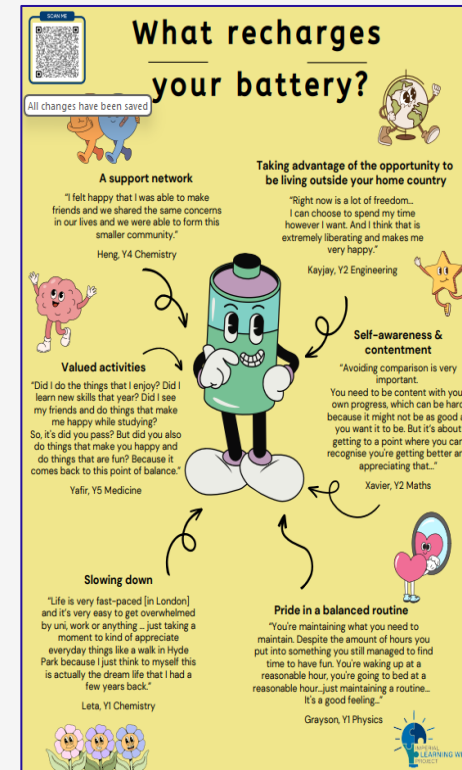 SCAN ME
What recharges
your battery?
All changes have been saved
A support network
"I felt happy that I was able to make
friends and we shared the same concerns
in our lives and we were able to form this
smaller community."
Heng, Y4 Chemistry
Taking advantage of the opportunity to
be living outside your home country
"Right now is a lot of freedom...
I can choose to spend my time
however I want. And I think that is
extremely liberating and makes me
very happy."
Kayjay, Y2 Engineering
Valued activities
"Did I do the things that I enjoy? Did I
learn new skills that year? Did I see
my friends and do things that make
me happy while studying?
So, it's did you pass? But did you also
do things that make you happy and
do things that are fun? Because it
comes back to this point of balance."
Yafir, Y5 Medicine
Self-awareness &
contentment
"Avoiding comparison is very
important.
You need to be content with you
own progress, which can be hard
because it might not be as good a
you want it to be. But it's about
getting to a point where you can
recognise you're getting better an
appreciating that..."
Xavier, Y2 Maths
Slowing down
"Life is very fast-paced [in London]
and it's very easy to get overwhelmed
by uni, work or anything ... just taking a
moment to kind of appreciate
everyday things like a walk in Hyde
Park because I just think to myself this
is actually the dream life that I had a
few years back."
Leta, Y1 Chemistry
Pride in a balanced routine
"You're maintaining what you need to
maintain. Despite the amount of hours you
put into something you still managed to find
time to have fun. You're waking up at a
reasonable hour, you're going to bed at a
reasonable hour...just maintaining a routine...
It's a good feeling..."
Grayson, Y1 Physics
IMPERIAL
LEARNING WE
PROJECT